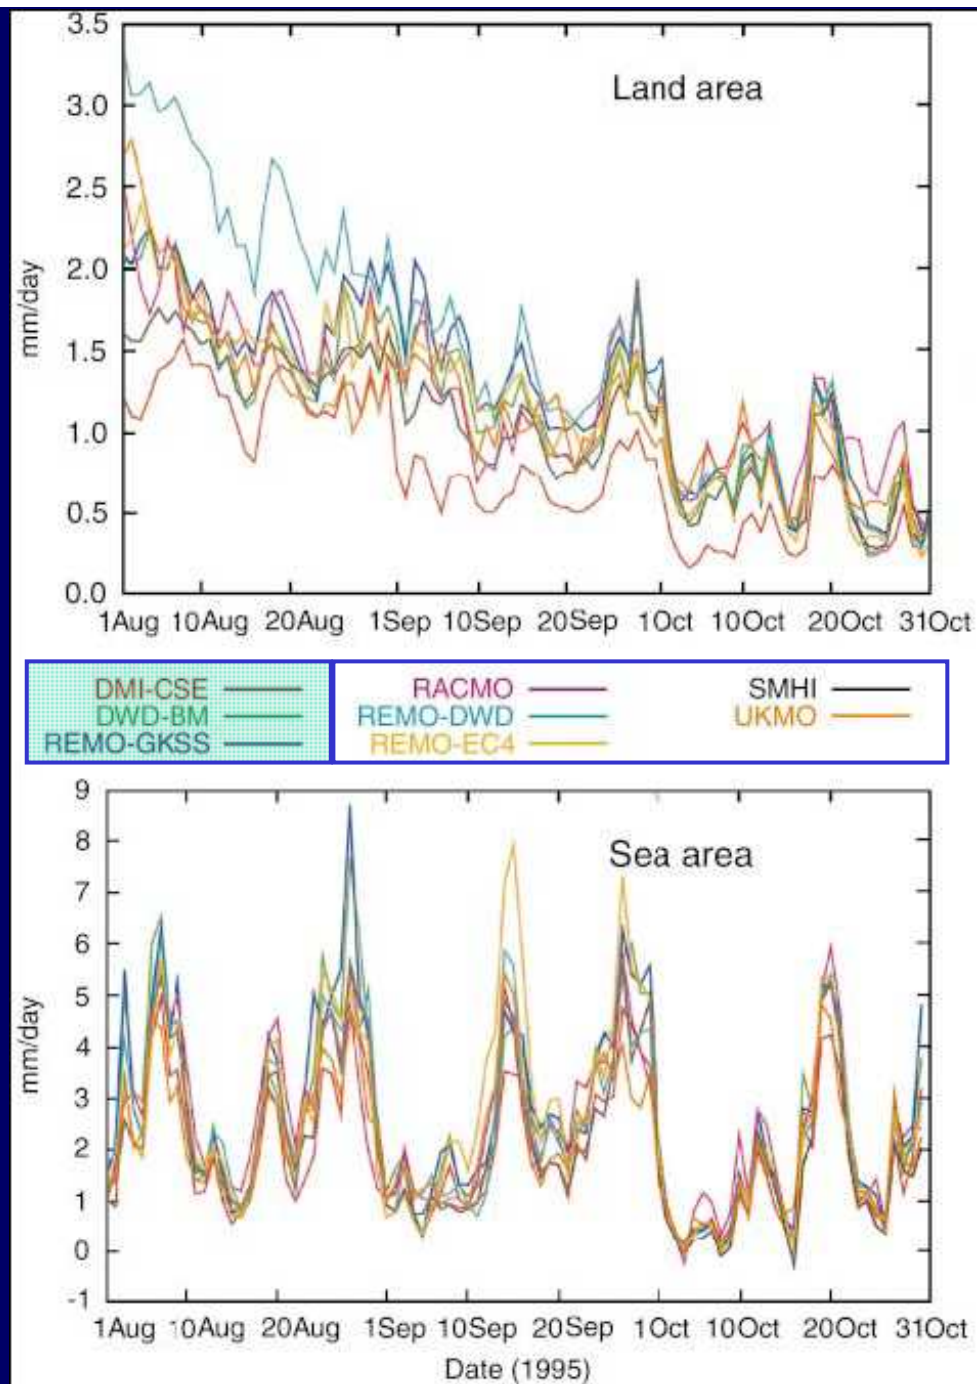 3.5
Land area
3.0
2.5
2.0
1.5
1.0
0.5
0.0
mm/day
1Aug 10Aug 20Aug 1Sep 10Sep 20Sep 1Oct 10Oct 20Oct 31Oct
DMI-CSE RACMO SMHI
DWD-BM REMO-DWD UKMO
REMO-GKSS REMO-EC4
9
8
Sea area
7
6
5
4
3
2
1
0
-1
mm/day
1Aug 10Aug 20Aug 1Sep 10Sep 20Sep 1Oct 10Oct 20Oct 31Oct
Date (1995)